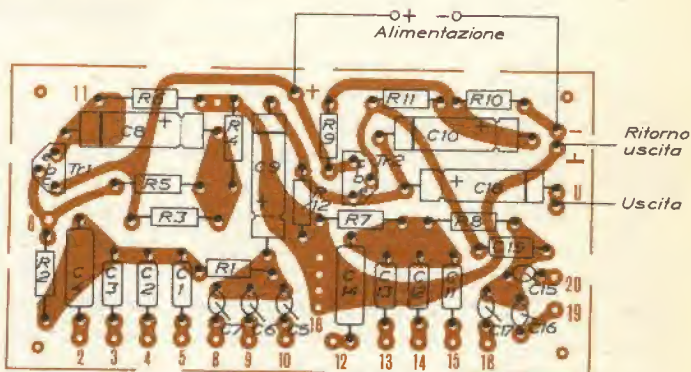 + -
Alimentazione
11 R6 + R11 R10
C8 + R4 R9 C10 + -
Ritorno
uscita
Tr1 C9 Tr2
R5 + U
Uscita
R3 R12 R7 R8
R2 C4 C3 C2 C1 R1 C14 C13 C12 C11 C15 20
C7 C6 C5 16 C17 C16 19
2 3 4 5 8 9 10 12 13 14 15 18